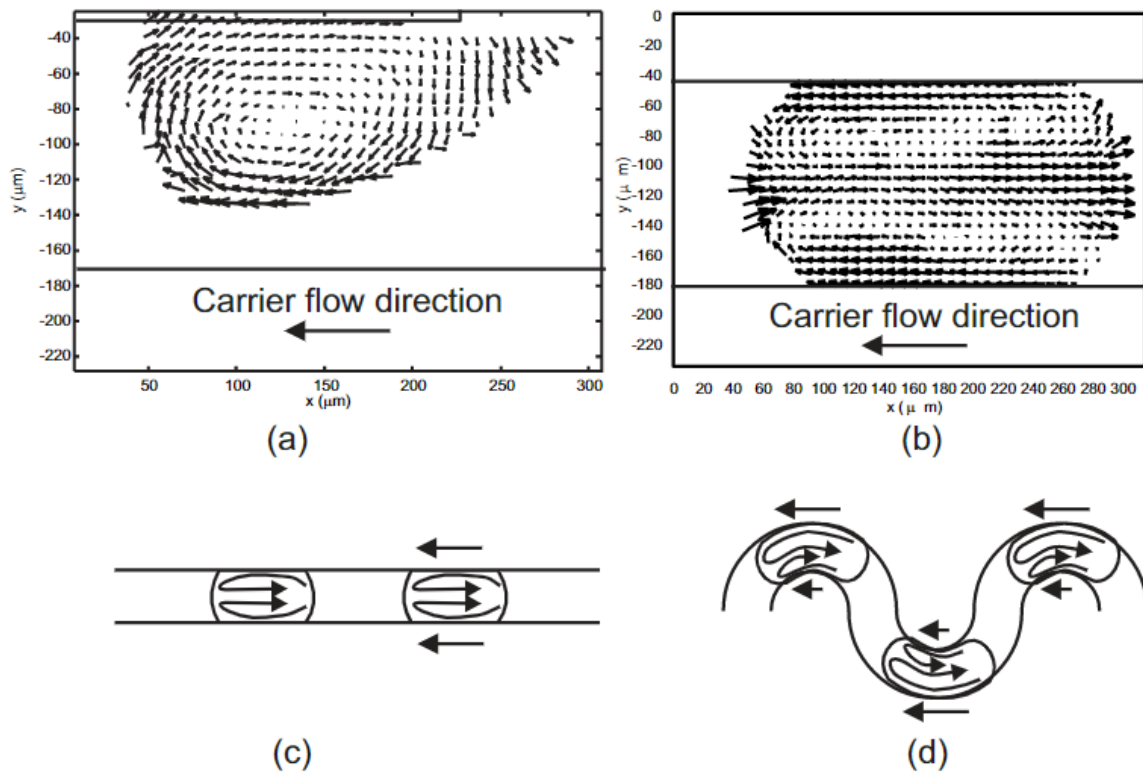 -40
-60
-80
-100
-120
-140
-160
-180
-200
-220
y (μm)
Carrier flow direction
50
100
150
200
250
300
x (μm)
(a)
0
-20
-40
-60
-80
-100
-120
-140
-160
-180
-200
-220
y (μ m)
Carrier flow direction
0 20 40 60 80 100 120 140 160 180 200 220 240 260 280 300
x (μ m)
(b)
(c)
(d)